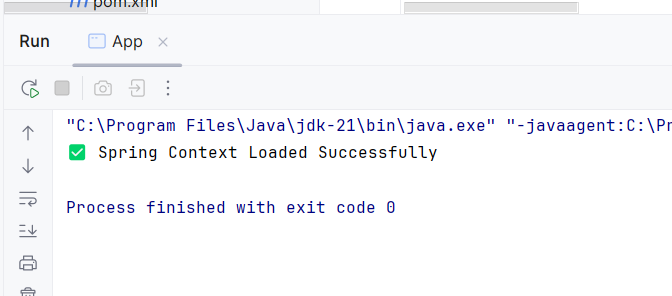 pom.xml
Run App
"C:\Program Files\Java\jdk-21\bin\java.exe" "-javaagent:C:\Pr
✅ Spring Context Loaded Successfully
Process finished with exit code 0